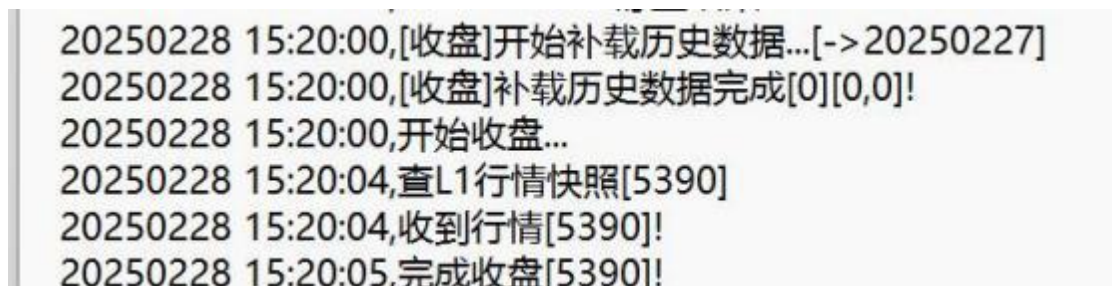 20250228 15:20:00,[收盘]开始补载历史数据...[->20250227]
20250228 15:20:00,[收盘]补载历史数据完成[0][0,0]!
20250228 15:20:00,开始收盘...
20250228 15:20:04,查L1行情快照[5390]
20250228 15:20:04,收到行情[5390]!
20250228 15:20:05,完成收盘[5390]!